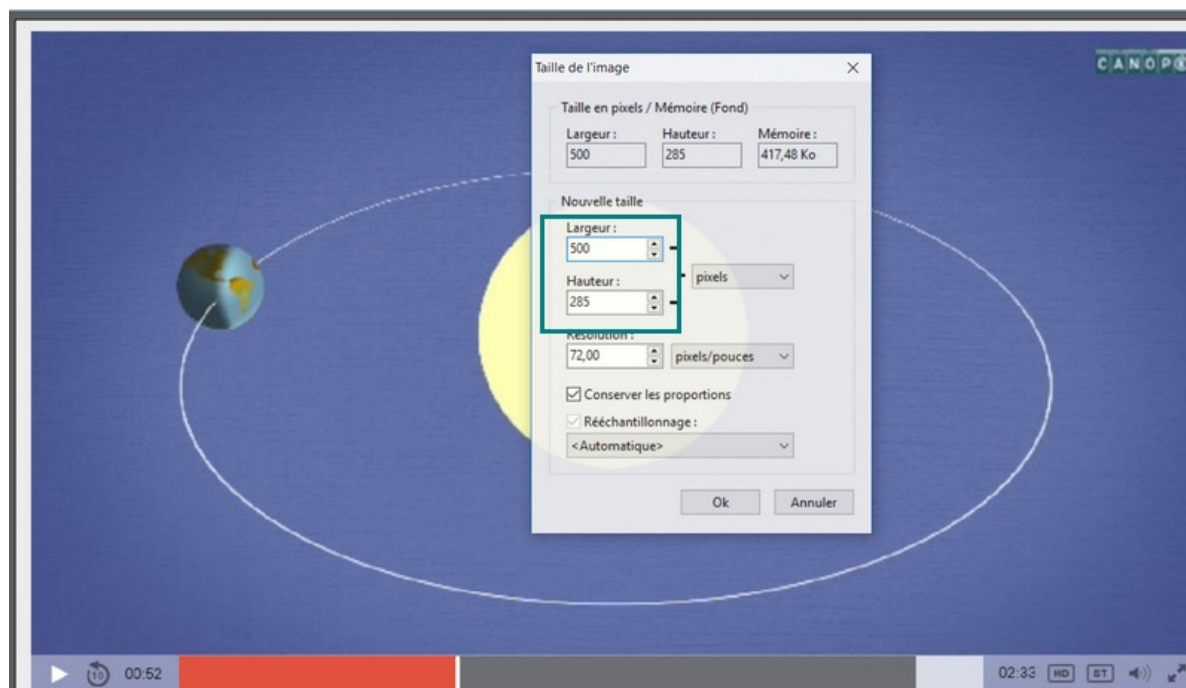 Taille de l'image
CANOP
Taille en pixels / Mémoire (Fond)
Largeur : Hauteur : Mémoire :
500 285 417,48 Ko
Nouvelle taille
Largeur :
500
pixels
Hauteur :
285
Résolution :
72,00 pixels/pouces
Conserver les proportions
Rééchantillonnage :
<Automatique>
Ok Annuler
10 00:52 02:33 HD ST